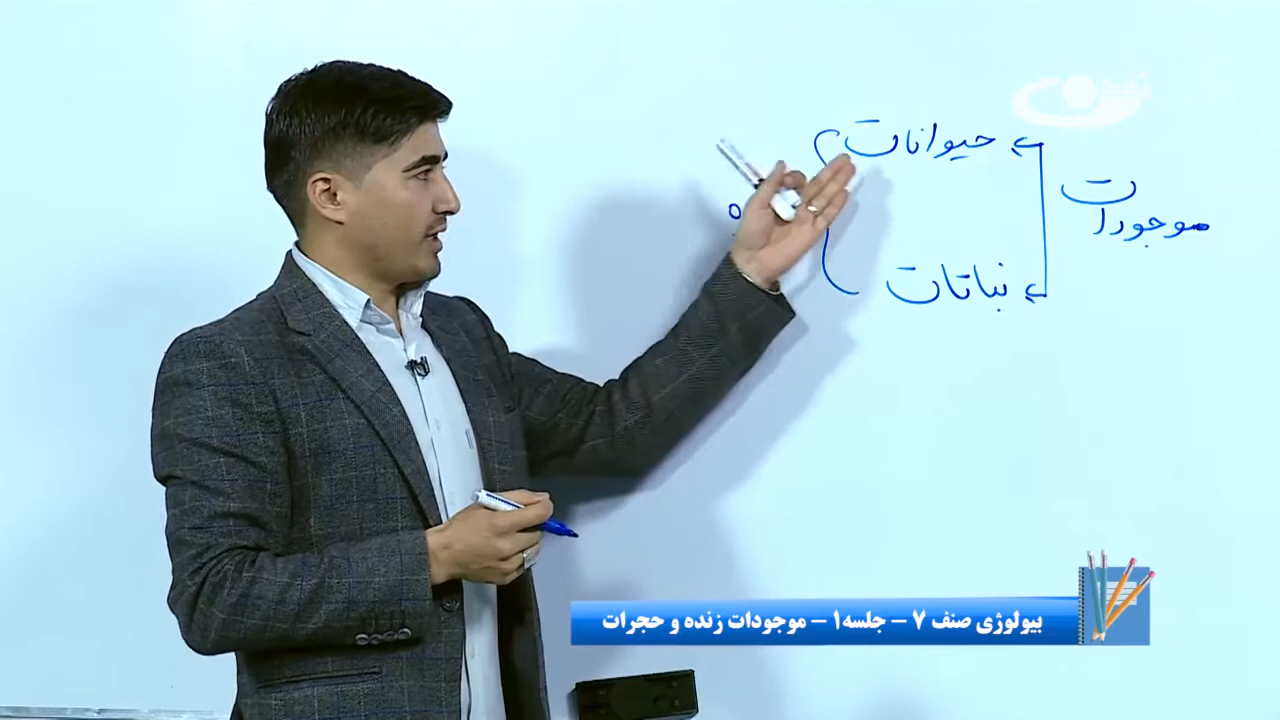 حیوانات
موجودات
نباتات
بیولوژی صنف ۷ – جلسه۱ – موجودات زنده و حجرات